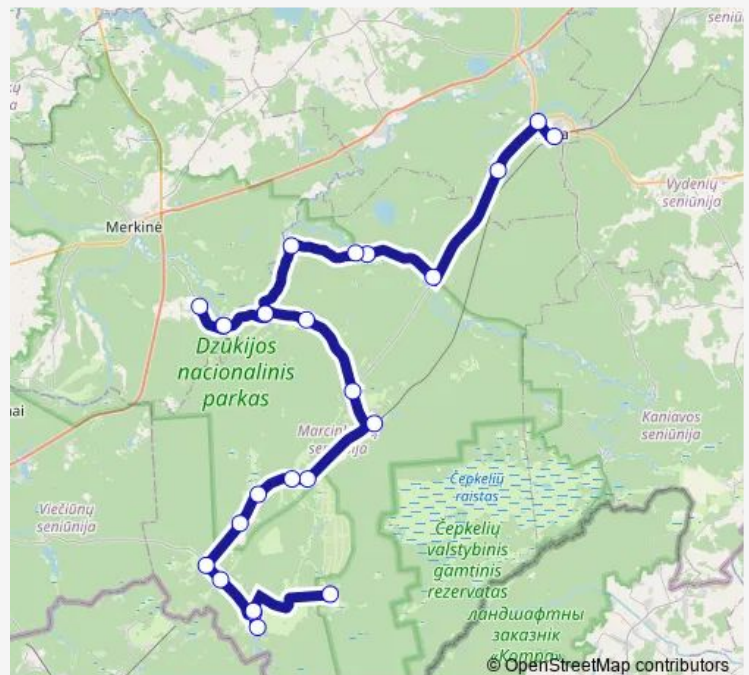 seniū.
Vydenių
seniūnija
Merkinė
Dzūkijos
nacionalinis
parkas
Kaniavos
seniūnija
Čepkelių
raistas
Viečiūnų
seniūnija
Čepkelių
valstybinis
gamtinis
rezervatas
ландшафтны
заказнік
«Котра»
© OpenStreetMap contributors